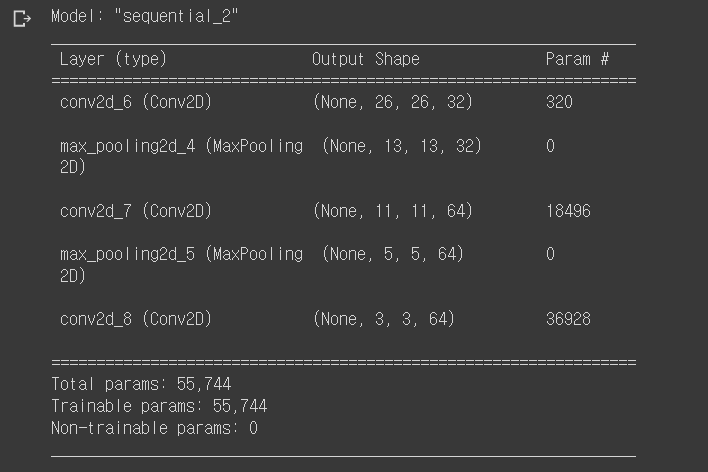 Model: "sequential_2"
Layer (type) Output Shape Param #
conv2d_6 (Conv2D) (None, 26, 26, 32) 320
max_pooling2d_4 (MaxPooling (None, 13, 13, 32) 0
2D)
conv2d_7 (Conv2D) (None, 11, 11, 64) 18496
max_pooling2d_5 (MaxPooling (None, 5, 5, 64) 0
2D)
conv2d_8 (Conv2D) (None, 3, 3, 64) 36928
Total params: 55,744
Trainable params: 55,744
Non-trainable params: 0